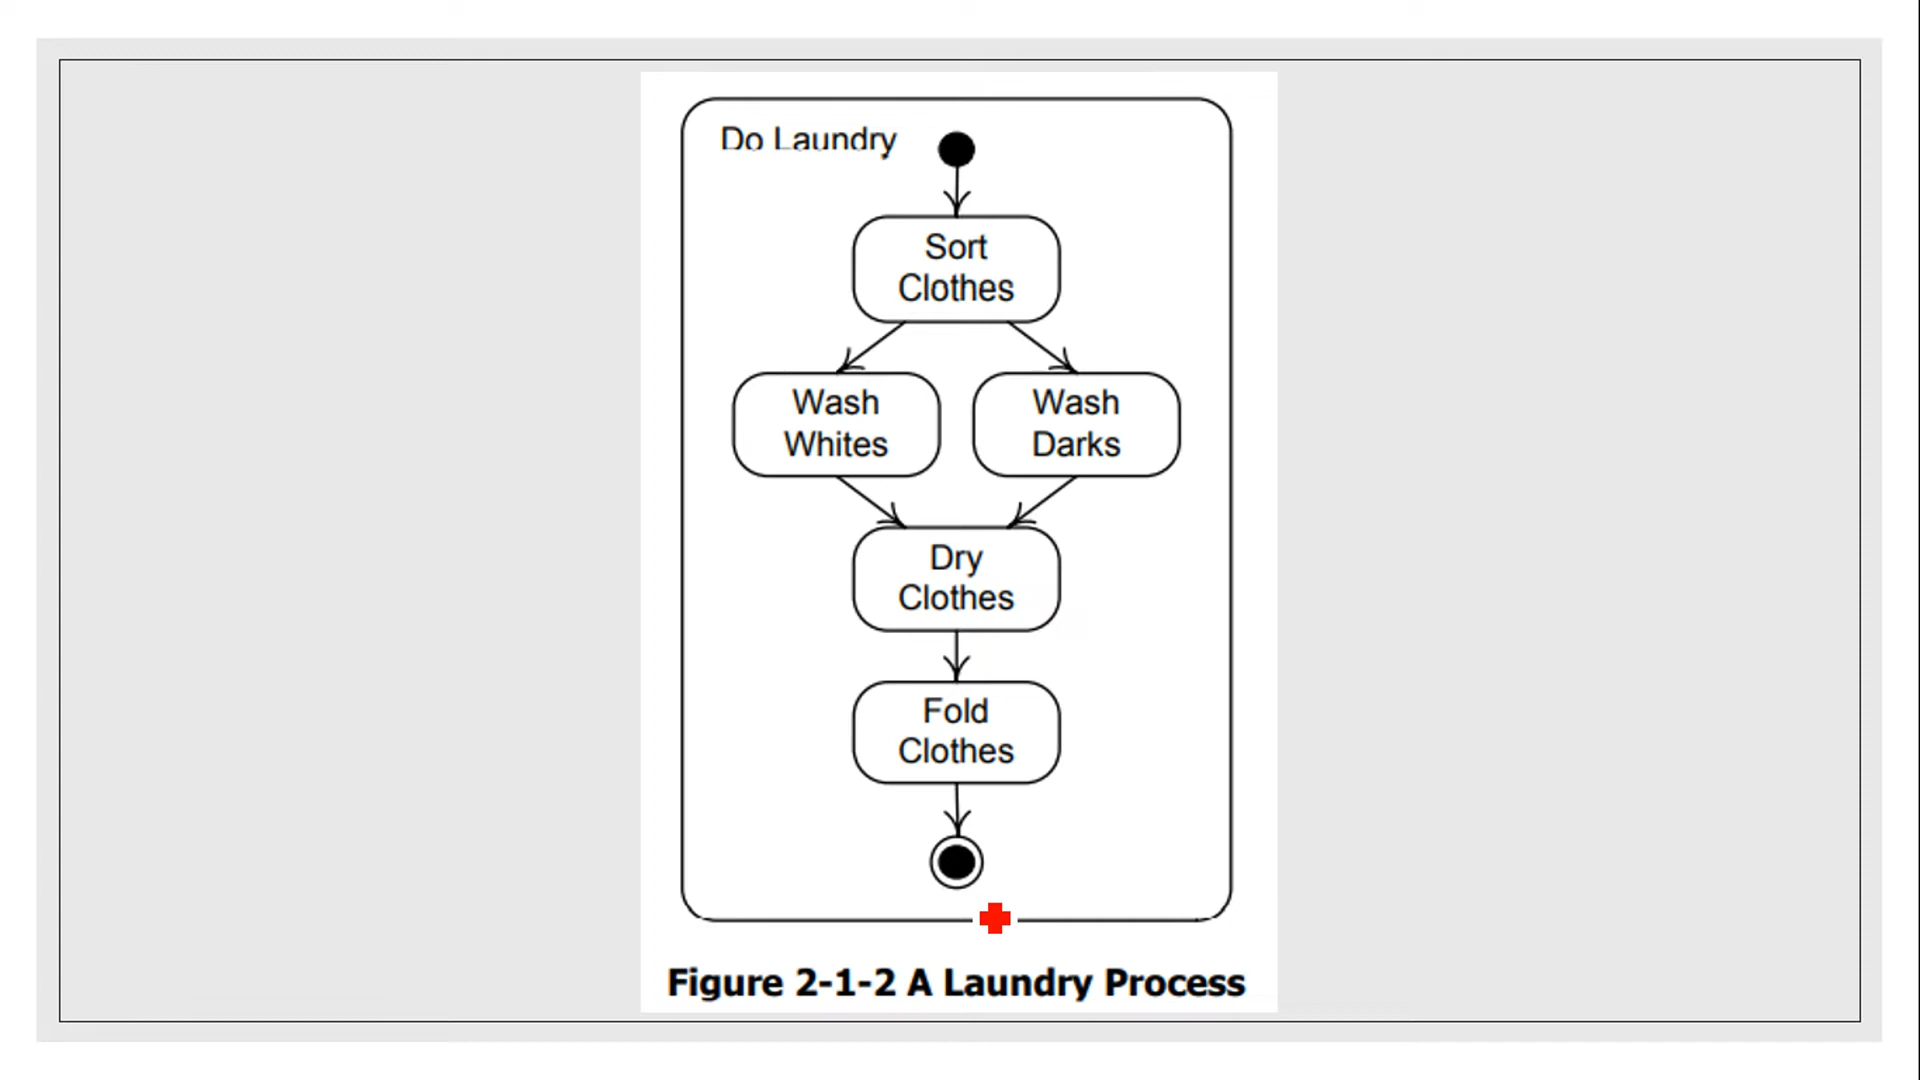 Do Laundry
Sort
Clothes
Wash
Whites
Wash
Darks
Dry
Clothes
Fold
Clothes
Figure 2-1-2 A Laundry Process